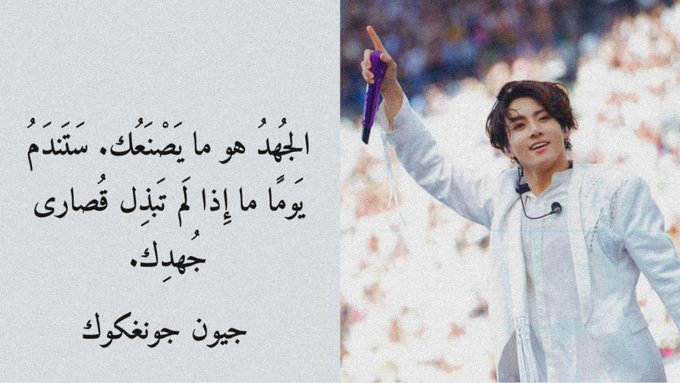 الجُهدُ هو ما يَصْنَعُك. سَتَندَمُ
يَومًا ما إِذا لَم تَبذِل قُصارى
جُهدِك.
جيون جونغكوك